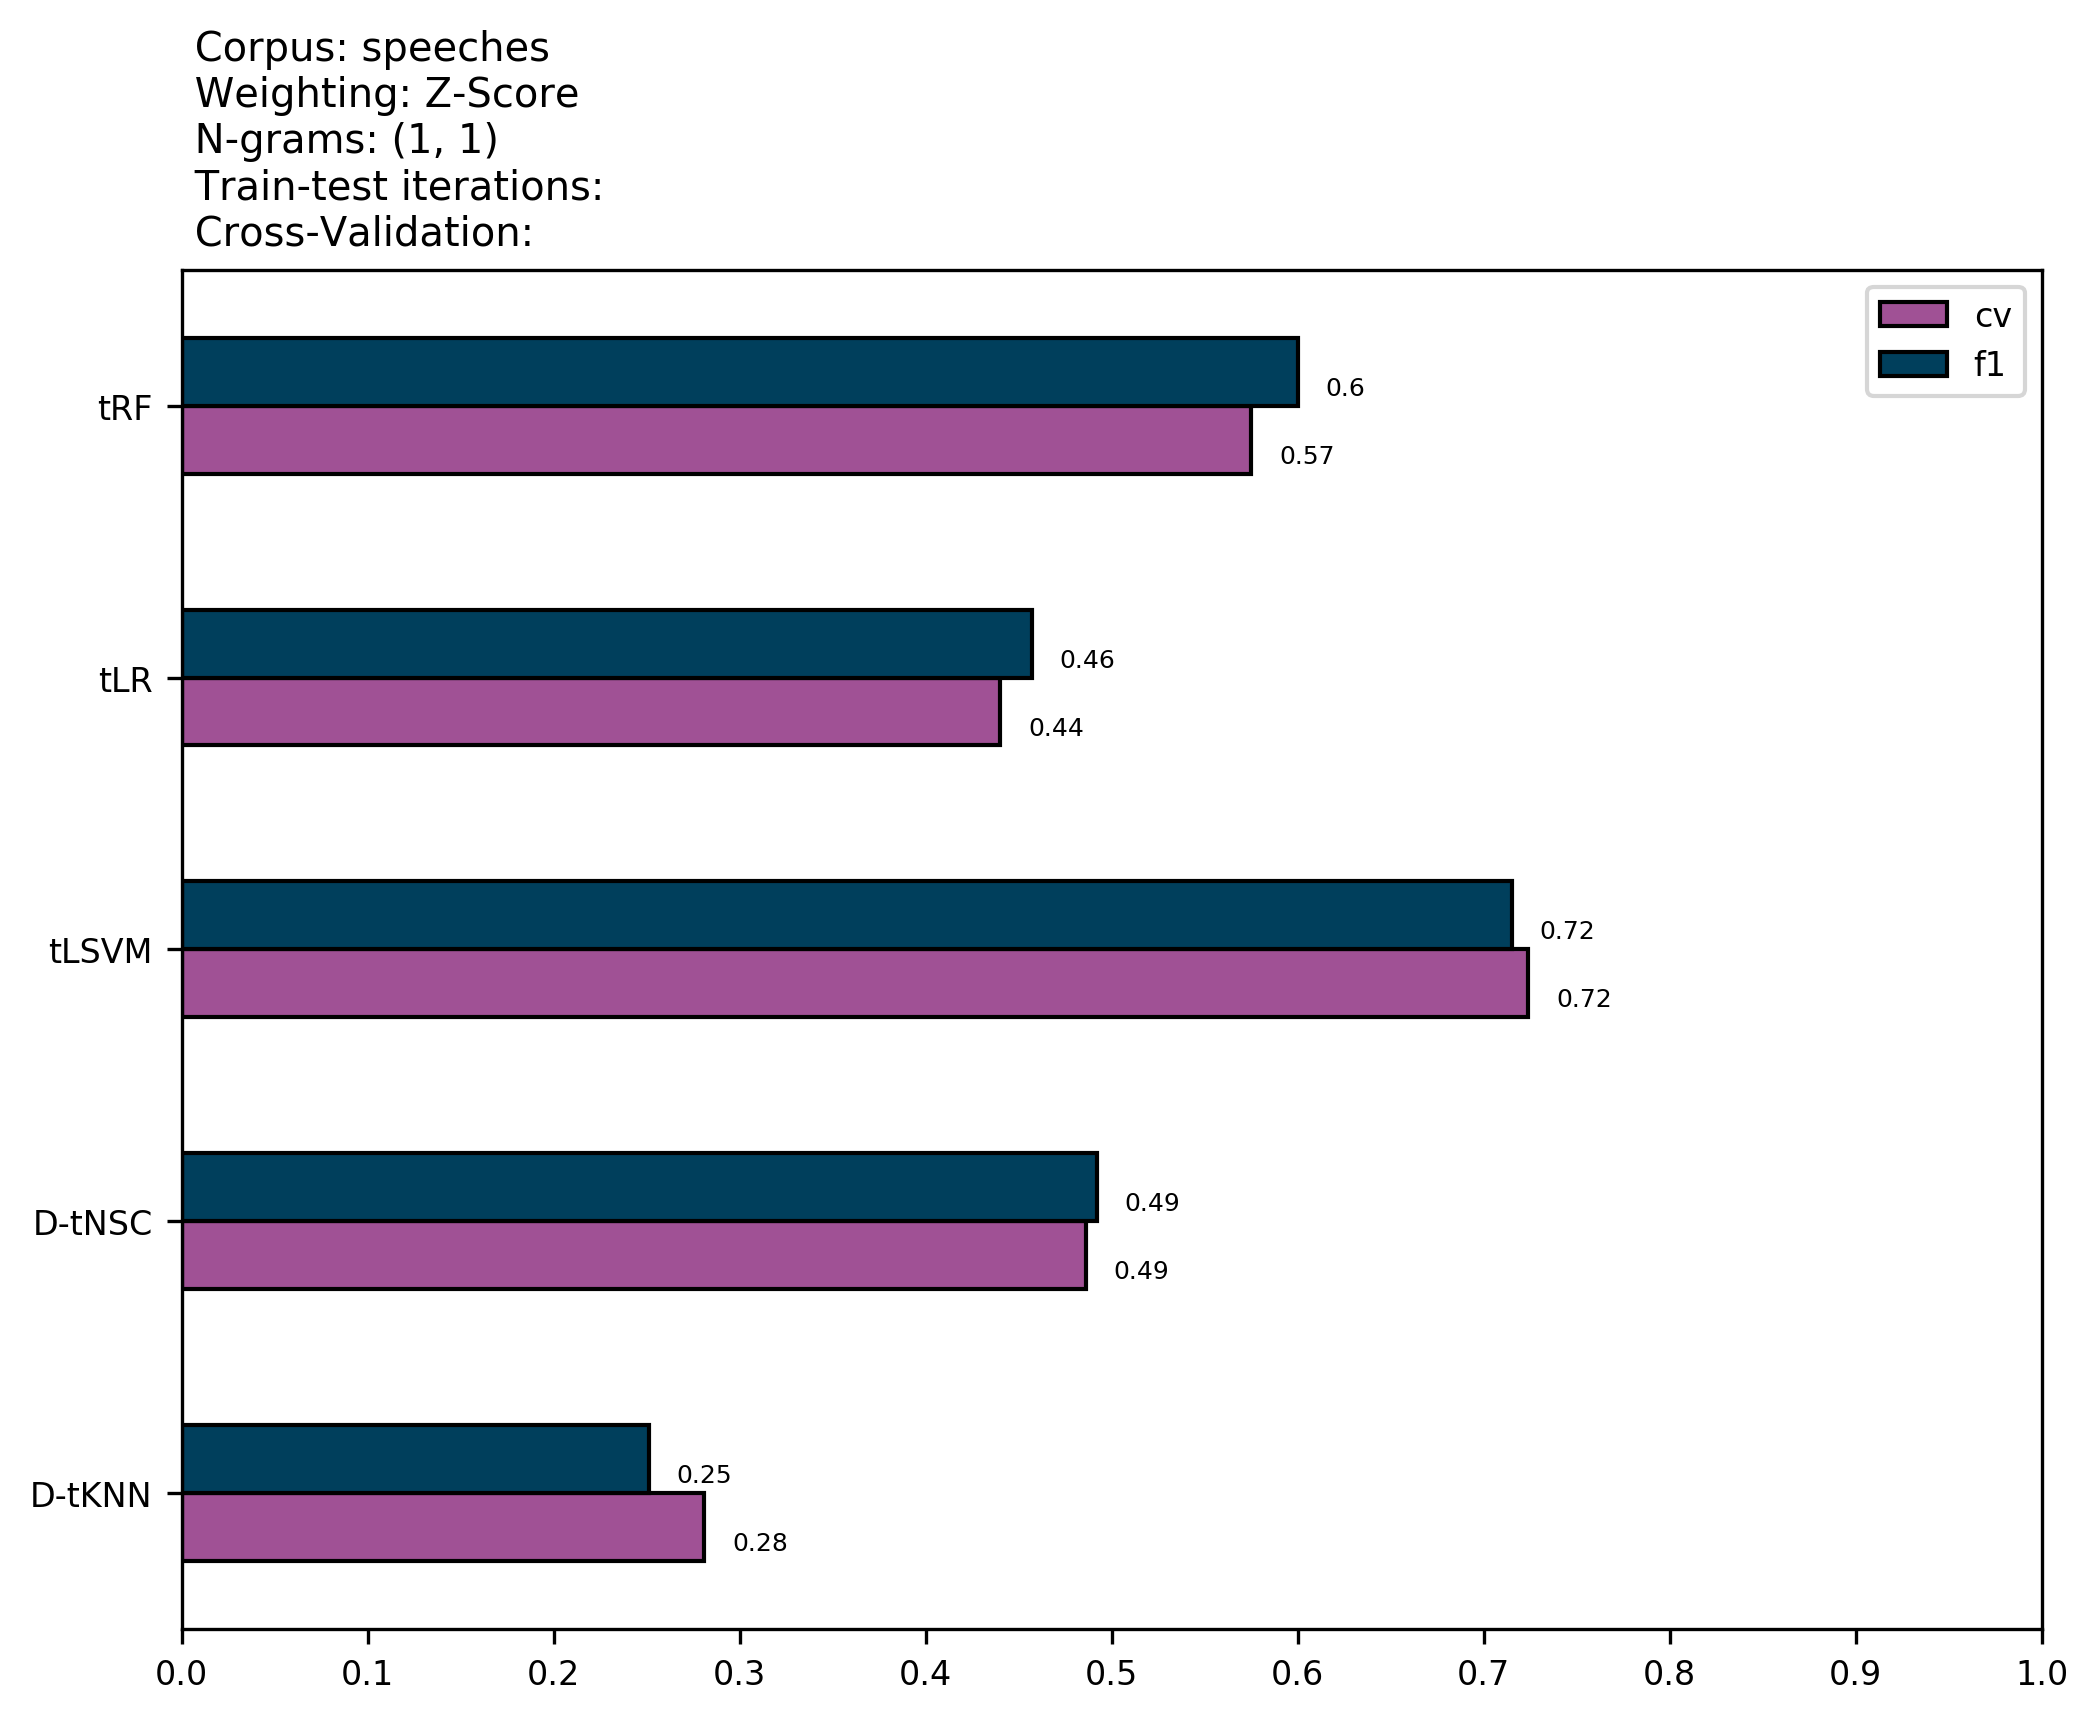 Corpus: speeches
Weighting: Z-Score
N-grams: (1, 1)
Train-test iterations:
Cross-Validation:
cv
f1
tRF
0.6
0.57
tLR
0.46
0.44
tLSVM
0.72
0.72
D-tNSC
0.49
0.49
D-tKNN
0.25
0.28
0.0 0.1 0.2 0.3 0.4 0.5 0.6 0.7 0.8 0.9 1.0